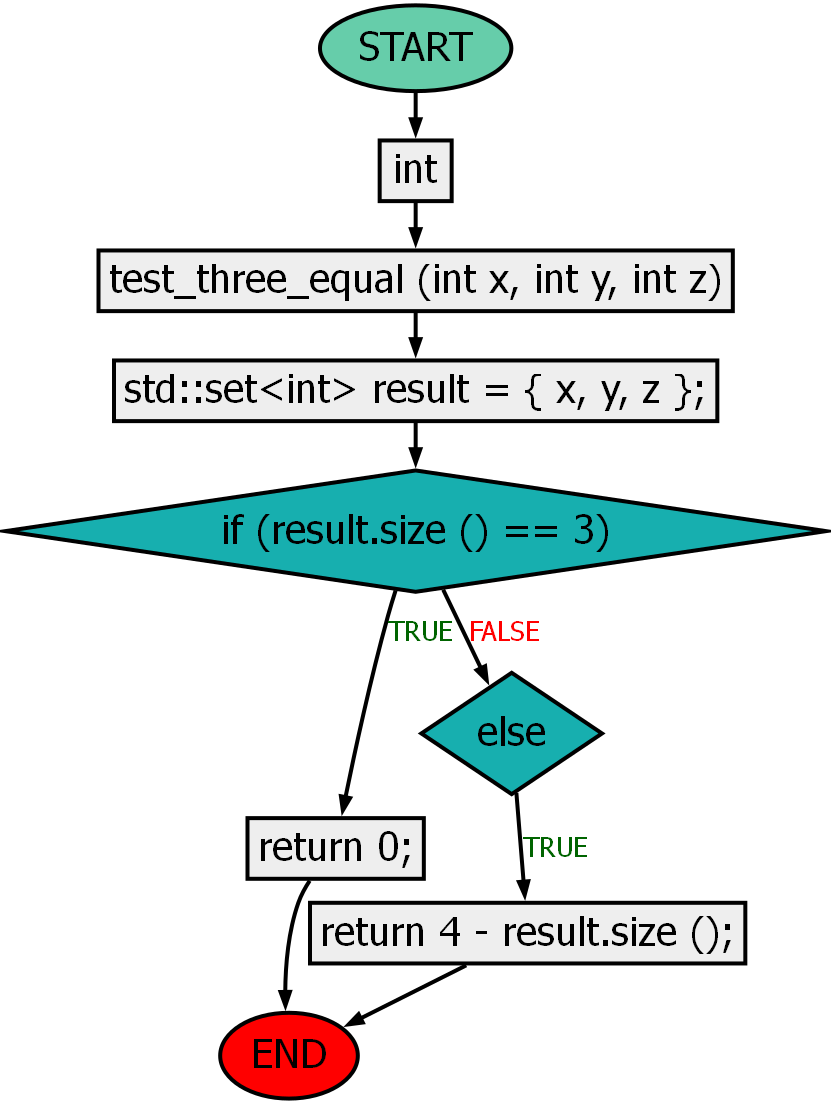 START
int
test_three_equal (int x, int y, int z)
std::set<int> result = { x, y, z };
if (result.size () == 3)
TRUE
FALSE
else
return 0;
TRUE
return 4 - result.size ();
END